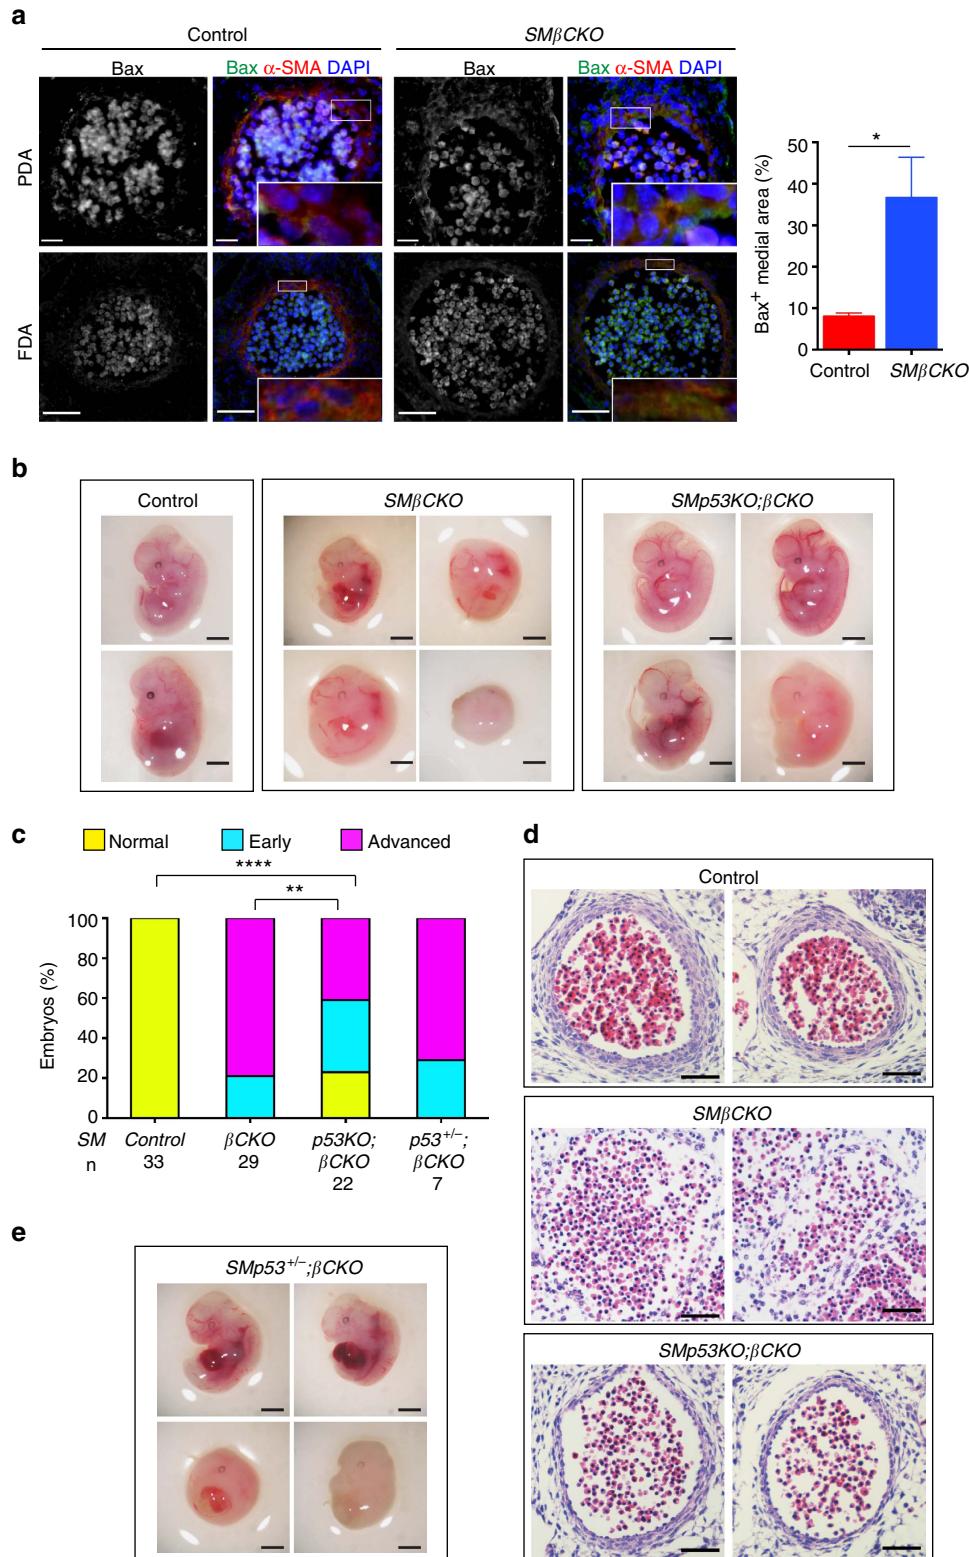 a
Control
SMβCKO
Bax
Bax α-SMA DAPI
Bax
Bax α-SMA DAPI
PDA
FDA
*
Bax+ medial area (%)
50
40
30
20
10
0
Control
SMβCKO
b
Control
SMβCKO
SMp53KO;βCKO
c
Normal
Early
Advanced
****
**
Embryos (%)
100
80
60
40
20
0
SM Control βCKO p53KO; p53+/–;
βCKO βCKO
n 33 29 22 7
d
Control
SMβCKO
SMp53KO;βCKO
e
SMp53+/–;βCKO